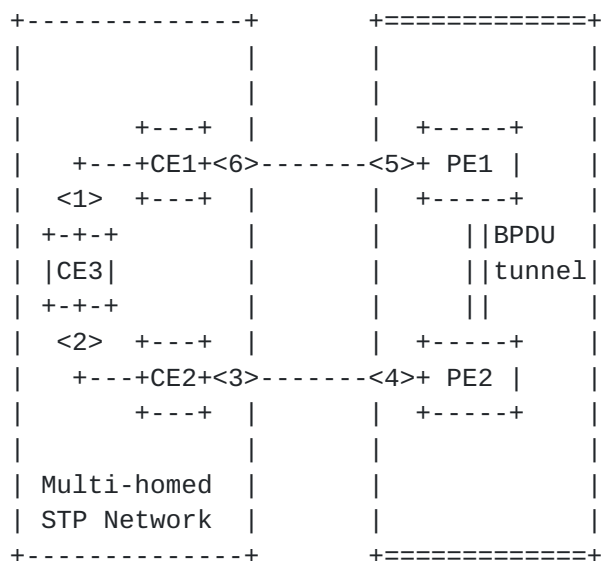 +--------------+       +=============+
|              |       |             |
|              |       |             |
|       +---+  |       |  +-----+    |
|   +---+CE1+<6>-------<5>+ PE1 |    |
|  <1>  +---+  |       |  +-----+    |
| +-+-+        |       |     ||BPDU  |
| |CE3|        |       |     ||tunnel|
| +-+-+        |       |     ||      |
|  <2>  +---+  |       |  +-----+    |
|   +---+CE2+<3>-------<4>+ PE2 |    |
|       +---+  |       |  +-----+    |
|              |       |             |
| Multi-homed  |       |             |
| STP Network  |       |             |
+--------------+       +=============+